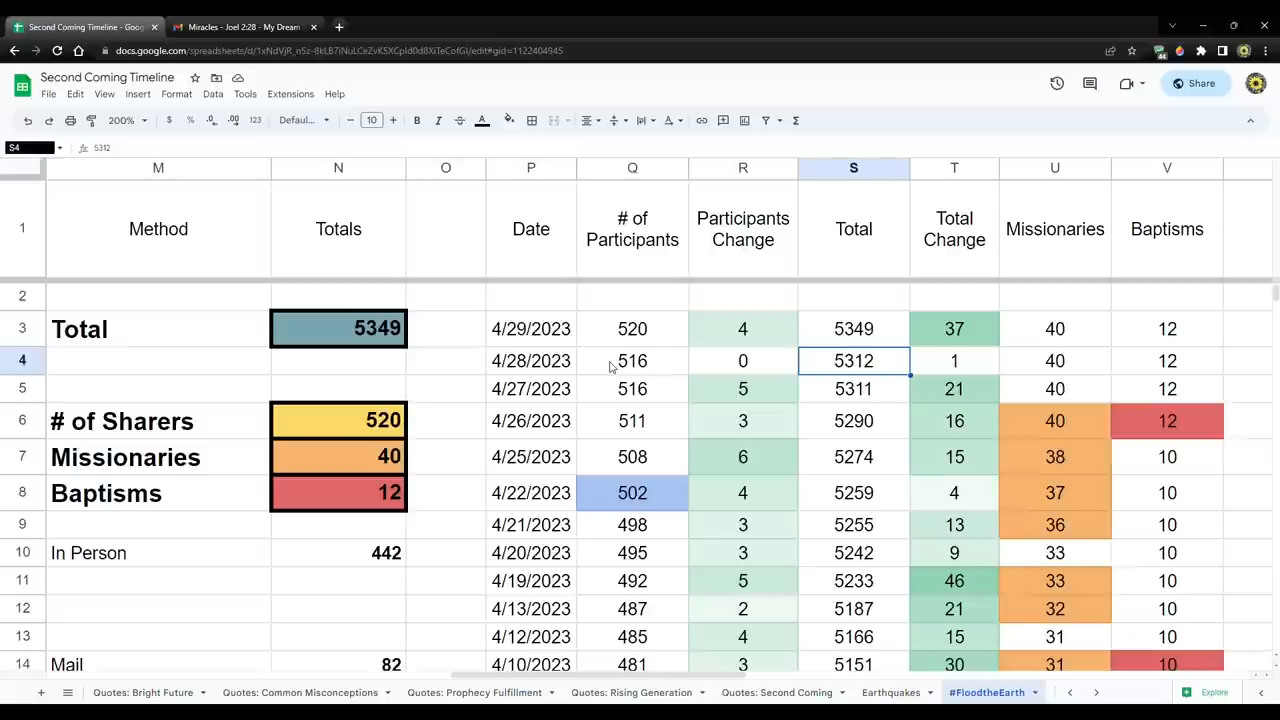 Second Coming Timeline - Goog
Miracles - Joel 2:28 - My Dream
docs.google.com/spreadsheets/d/1xNdVjR_n5z-8kLB7iNuLCeZvK5XCpId0d8XiTeCofGI/edit#gid=1122404945
44
Second Coming Timeline
File Edit View Insert Format Data Tools Extensions Help
Share
200% $ % .0 .00 123 Defaul... 10 B I A
S4 5312
M N O P Q R S T U V
1 Method Totals Date # of Participants Participants Change Total Total Change Missionaries Baptisms
2
3 Total 5349 4/29/2023 520 4 5349 37 40 12
4 4/28/2023 516 0 5312 1 40 12
5 4/27/2023 516 5 5311 21 40 12
6 # of Sharers 520 4/26/2023 511 3 5290 16 40 12
7 Missionaries 40 4/25/2023 508 6 5274 15 38 10
8 Baptisms 12 4/22/2023 502 4 5259 4 37 10
9 4/21/2023 498 3 5255 13 36 10
10 In Person 442 4/20/2023 495 3 5242 9 33 10
11 4/19/2023 492 5 5233 46 33 10
12 4/13/2023 487 2 5187 21 32 10
13 4/12/2023 485 4 5166 15 31 10
14 Mail 82 4/10/2023 481 3 5151 30 31 10
Quotes: Bright Future Quotes: Common Misconceptions Quotes: Prophecy Fulfillment Quotes: Rising Generation Quotes: Second Coming Earthquakes #FloodtheEarth Explore